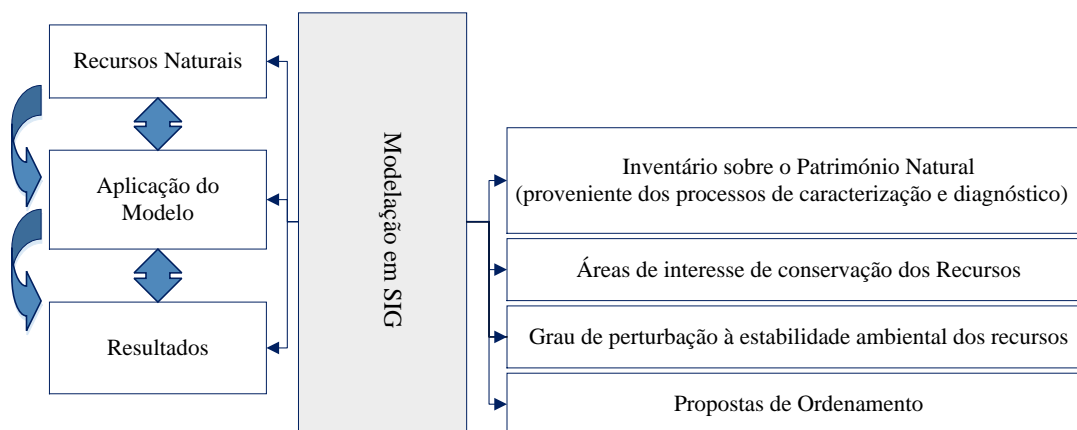 Recursos Naturais
Aplicação do
Modelo
Resultados
Modelação em SIG
Inventário sobre o Património Natural
(proveniente dos processos de caracterização e diagnóstico)
Áreas de interesse de conservação dos Recursos
Grau de perturbação à estabilidade ambiental dos recursos
Propostas de Ordenamento